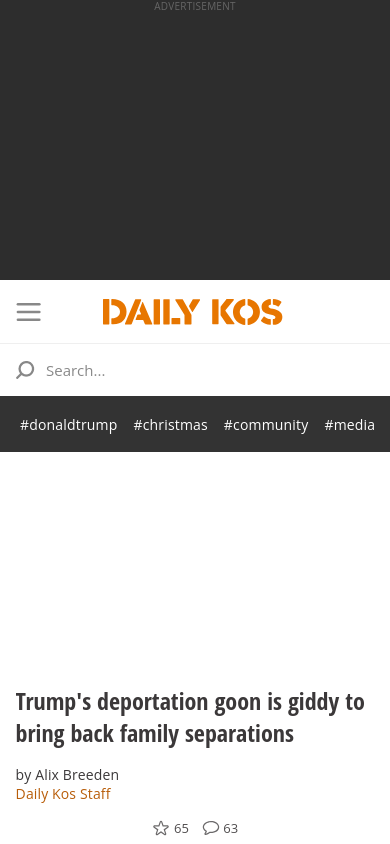 ADVERTISEMENT
DAILY KOS
Search...
#donaldtrump #christmas #community #media
Trump's deportation goon is giddy to
bring back family separations
by Alix Breeden
Daily Kos Staff
65 63